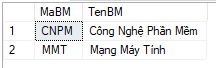 MaBM TenBM
1 CNPM Công Nghệ Phần Mềm
2 MMT Mạng Máy Tính